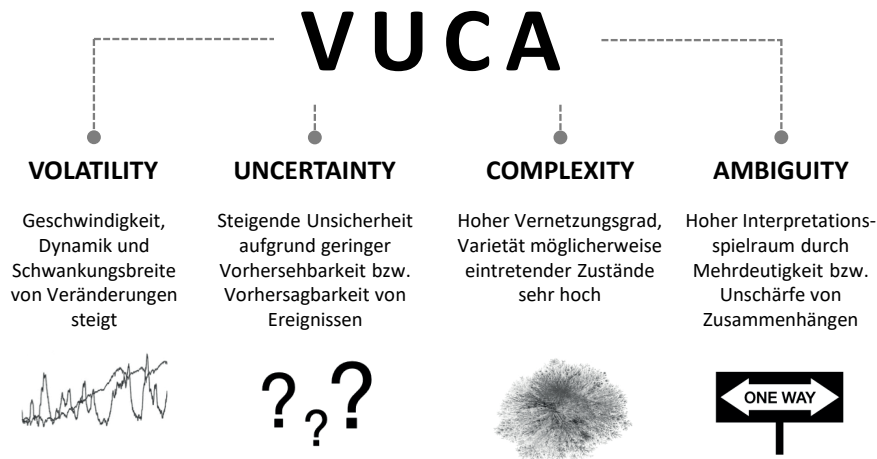 VUCA
VOLATILITY
Geschwindigkeit,
Dynamik und
Schwankungsbreite
von Veränderungen
steigt
UNCERTAINTY
Steigende Unsicherheit
aufgrund geringer
Vorhersehbarkeit bzw.
Vorhersagbarkeit von
Ereignissen
? ? ?
COMPLEXITY
Hoher Vernetzungsgrad,
Varietät möglicherweise
eintretender Zustände
sehr hoch
AMBIGUITY
Hoher Interpretations-
spielraum durch
Mehrdeutigkeit bzw.
Unschärfe von
Zusammenhängen
ONE WAY